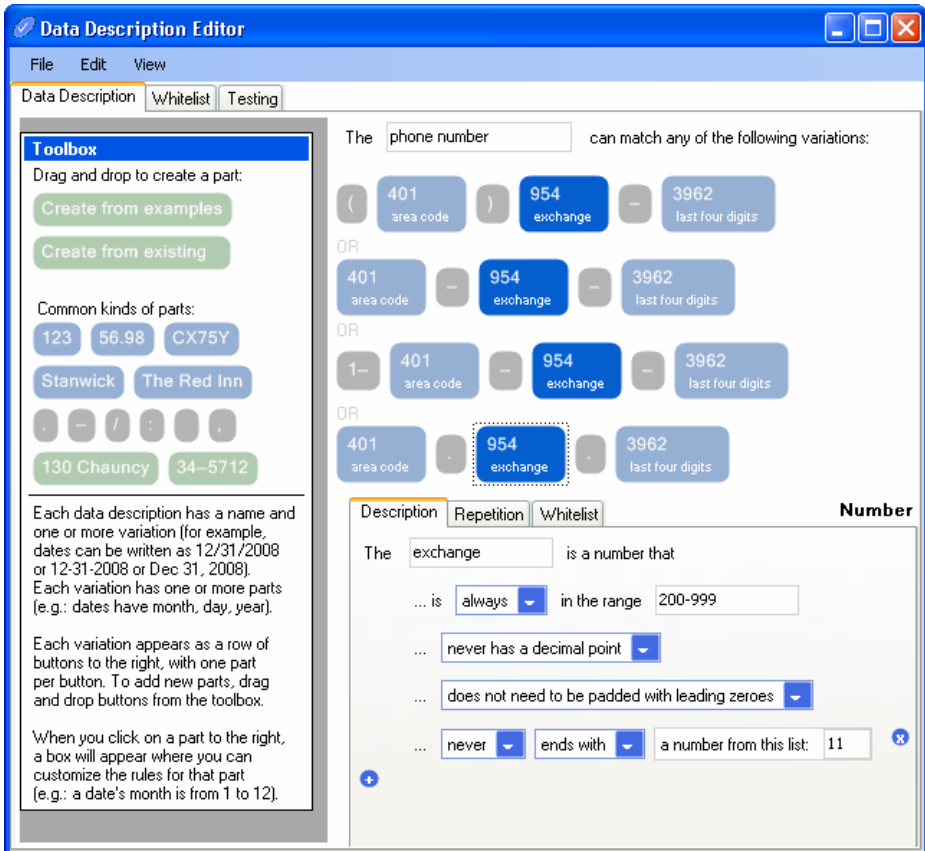 Data Description Editor
File Edit View
Data Description Whitelist Testing
Toolbox
Drag and drop to create a part:
Create from examples
Create from existing
Common kinds of parts:
123 56.98 CX75Y
Stanwick The Red Inn
. – / : ,
130 Chauncy 34–5712
Each data description has a name and
one or more variation (for example,
dates can be written as 12/31/2008
or 12-31-2008 or Dec 31, 2008).
Each variation has one or more parts
(e.g.: dates have month, day, year).
Each variation appears as a row of
buttons to the right, with one part
per button. To add new parts, drag
and drop buttons from the toolbox.
When you click on a part to the right,
a box will appear where you can
customize the rules for that part
(e.g.: a date's month is from 1 to 12).
The phone number can match any of the following variations:
( 401 ) 954 – 3962
area code exchange last four digits
OR
401 – 954 – 3962
area code exchange last four digits
OR
1– 401 – 954 – 3962
area code exchange last four digits
OR
401 . 954 . 3962
area code exchange last four digits
Description Repetition Whitelist Number
The exchange is a number that
... is always in the range 200-999
... never has a decimal point
... does not need to be padded with leading zeroes
... never ends with a number from this list: 11